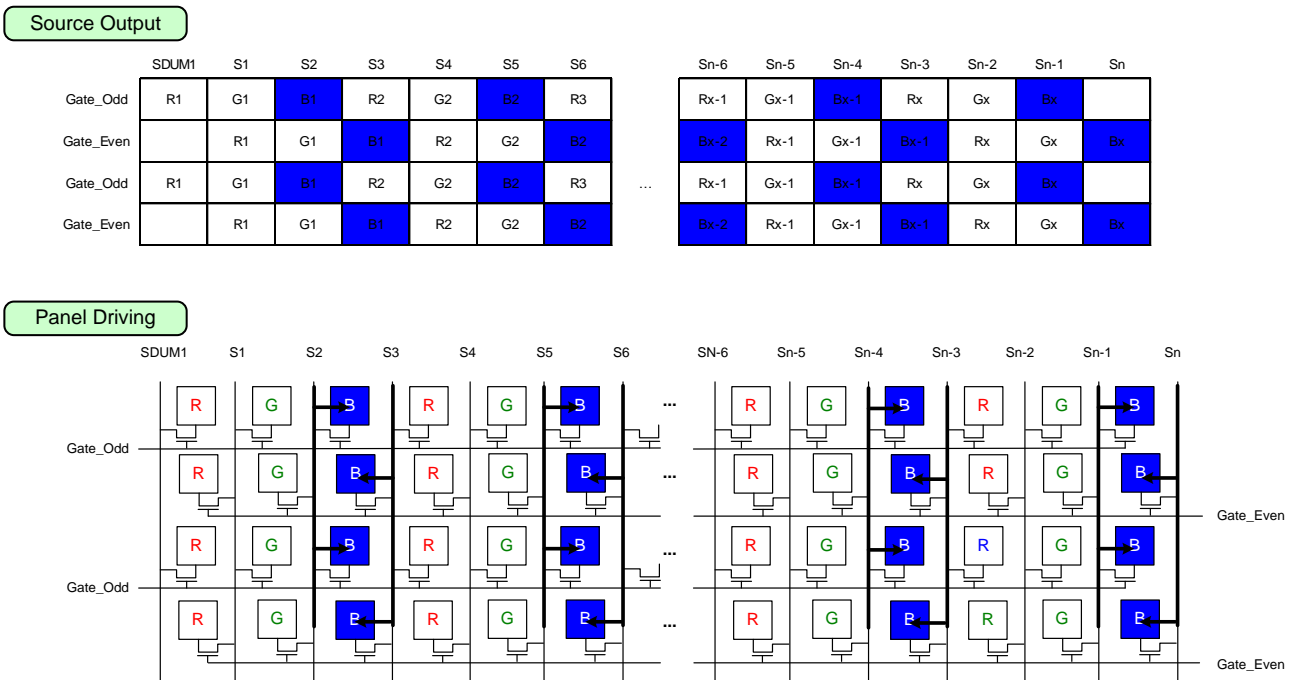 Source Output
SDUM1 S1 S2 S3 S4 S5 S6 Sn-6 Sn-5 Sn-4 Sn-3 Sn-2 Sn-1 Sn
Gate_Odd R1 G1 B1 R2 G2 B2 R3 Rx-1 Gx-1 Bx-1 Rx Gx Bx
Gate_Even R1 G1 B1 R2 G2 B2 Bx-2 Rx-1 Gx-1 Bx-1 Rx Gx Bx
Gate_Odd R1 G1 B1 R2 G2 B2 R3 ... Rx-1 Gx-1 Bx-1 Rx Gx Bx
Gate_Even R1 G1 B1 R2 G2 B2 Bx-2 Rx-1 Gx-1 Bx-1 Rx Gx Bx
Panel Driving
SDUM1 S1 S2 S3 S4 S5 S6 SN-6 Sn-5 Sn-4 Sn-3 Sn-2 Sn-1 Sn
R G B R G B ... R G B R G B
Gate_Odd
R G B R G B ... R G B R G B
Gate_Even
R G B R G B ... R G B R G B
Gate_Odd
R G B R G B ... R G B R G B
Gate_Even